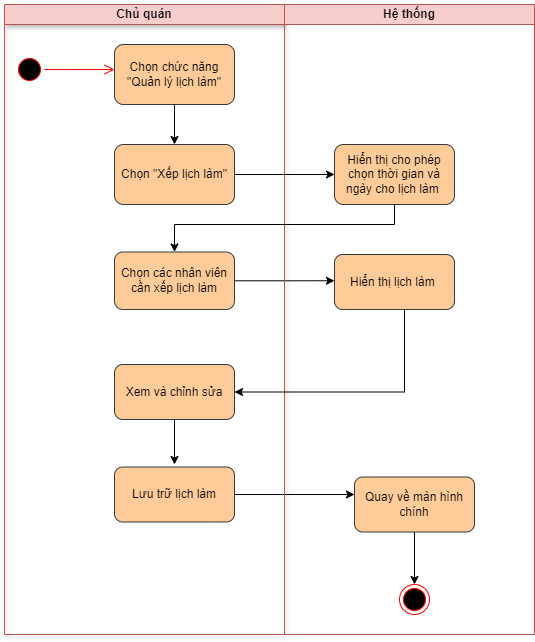 Chủ quán
Hệ thống
Chọn chức năng
"Quản lý lịch làm"
Chọn "Xếp lịch làm"
Hiển thị cho phép
chọn thời gian và
ngày cho lịch làm
Chọn các nhân viên
cần xếp lịch làm
Hiển thị lịch làm
Xem và chỉnh sửa
Lưu trữ lịch làm
Quay về màn hình
chính